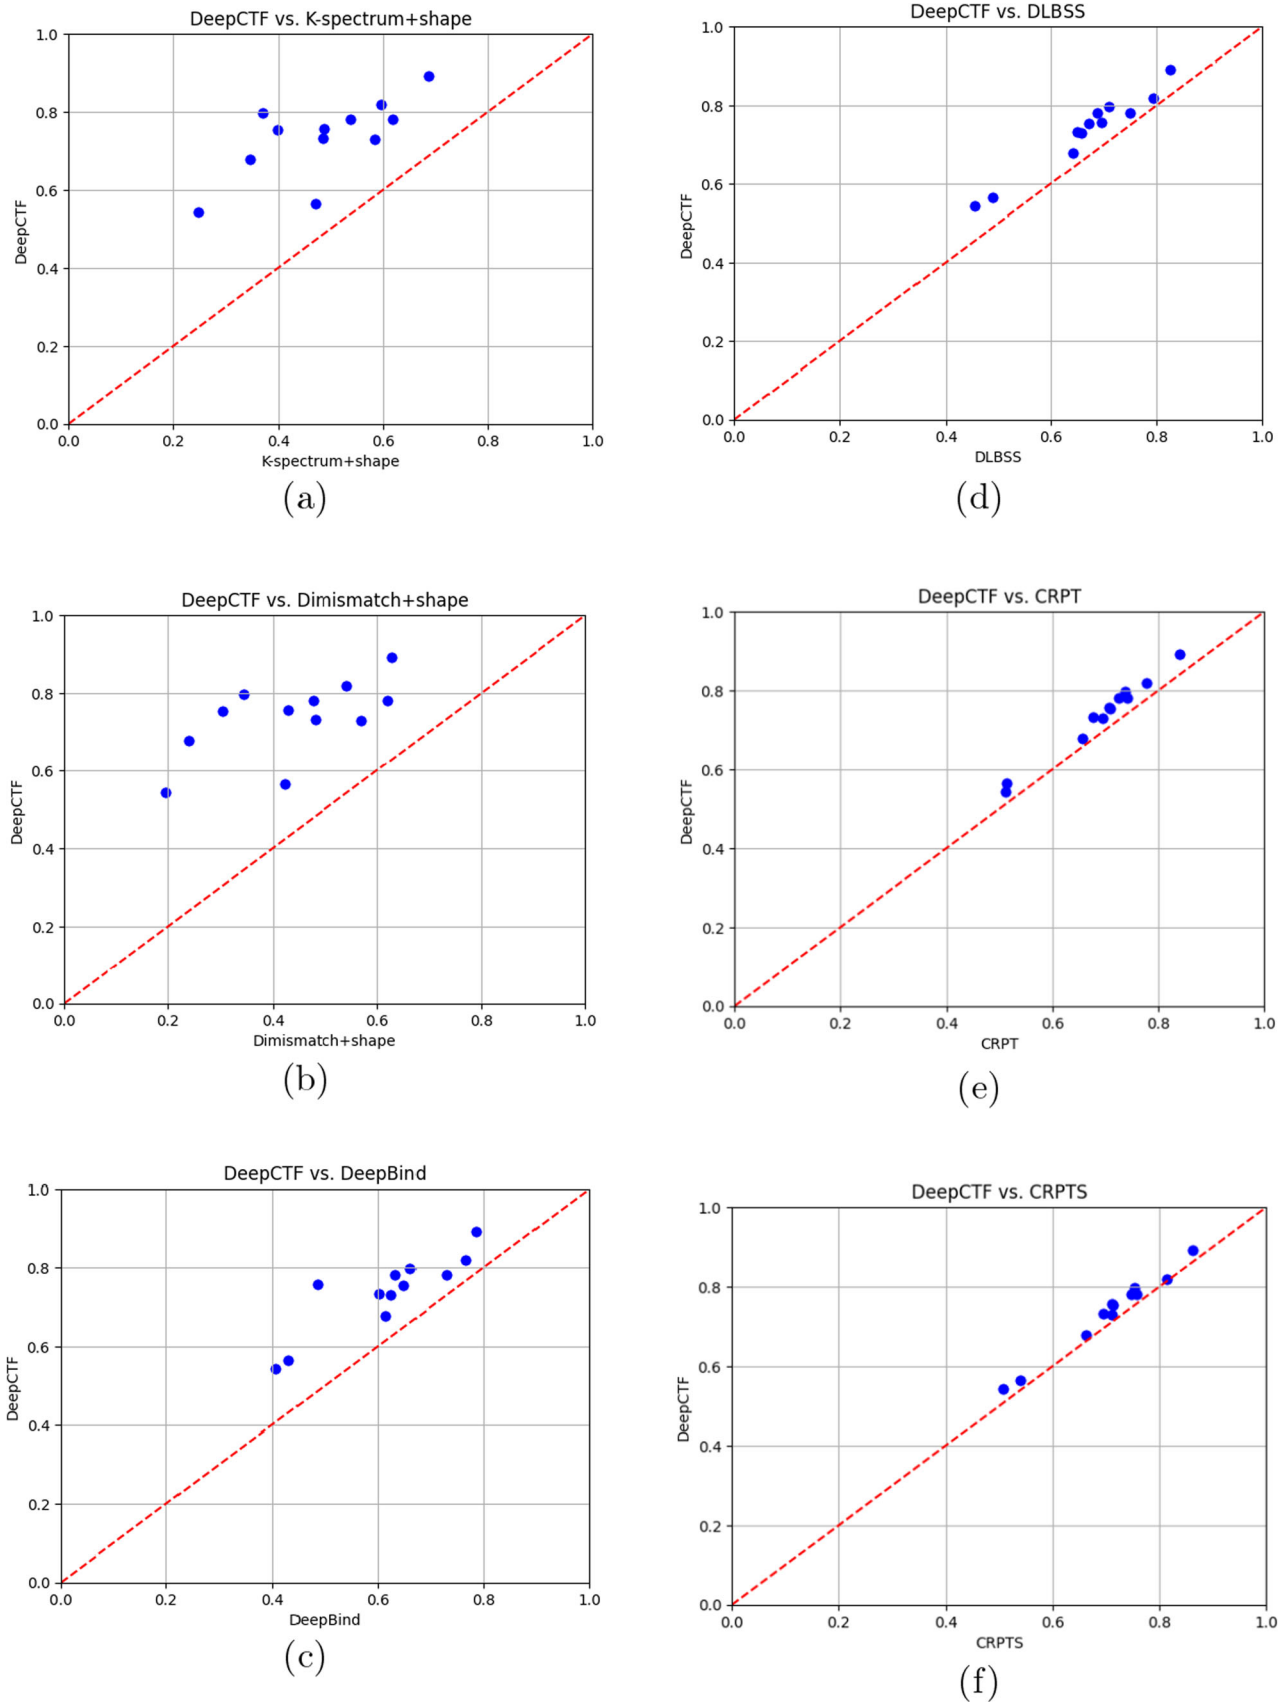 DeepCTF vs. K-spectrum+shape
1.0
0.8
0.6
0.4
0.2
0.0
DeepCTF
0.0 0.2 0.4 0.6 0.8 1.0
K-spectrum+shape
(a)
DeepCTF vs. DLBSS
1.0
0.8
0.6
0.4
0.2
0.0
DeepCTF
0.0 0.2 0.4 0.6 0.8 1.0
DLBSS
(d)
DeepCTF vs. Dimismatch+shape
1.0
0.8
0.6
0.4
0.2
0.0
DeepCTF
0.0 0.2 0.4 0.6 0.8 1.0
Dimismatch+shape
(b)
DeepCTF vs. CRPT
1.0
0.8
0.6
0.4
0.2
0.0
DeepCTF
0.0 0.2 0.4 0.6 0.8 1.0
CRPT
(e)
DeepCTF vs. DeepBind
1.0
0.8
0.6
0.4
0.2
0.0
DeepCTF
0.0 0.2 0.4 0.6 0.8 1.0
DeepBind
(c)
DeepCTF vs. CRPTS
1.0
0.8
0.6
0.4
0.2
0.0
DeepCTF
0.0 0.2 0.4 0.6 0.8 1.0
CRPTS
(f)